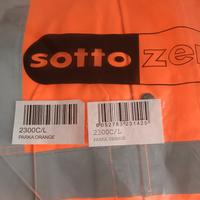 sotto zer
2300C/L
PARKA ORANGE
2300C/L
PARKA ORANGE